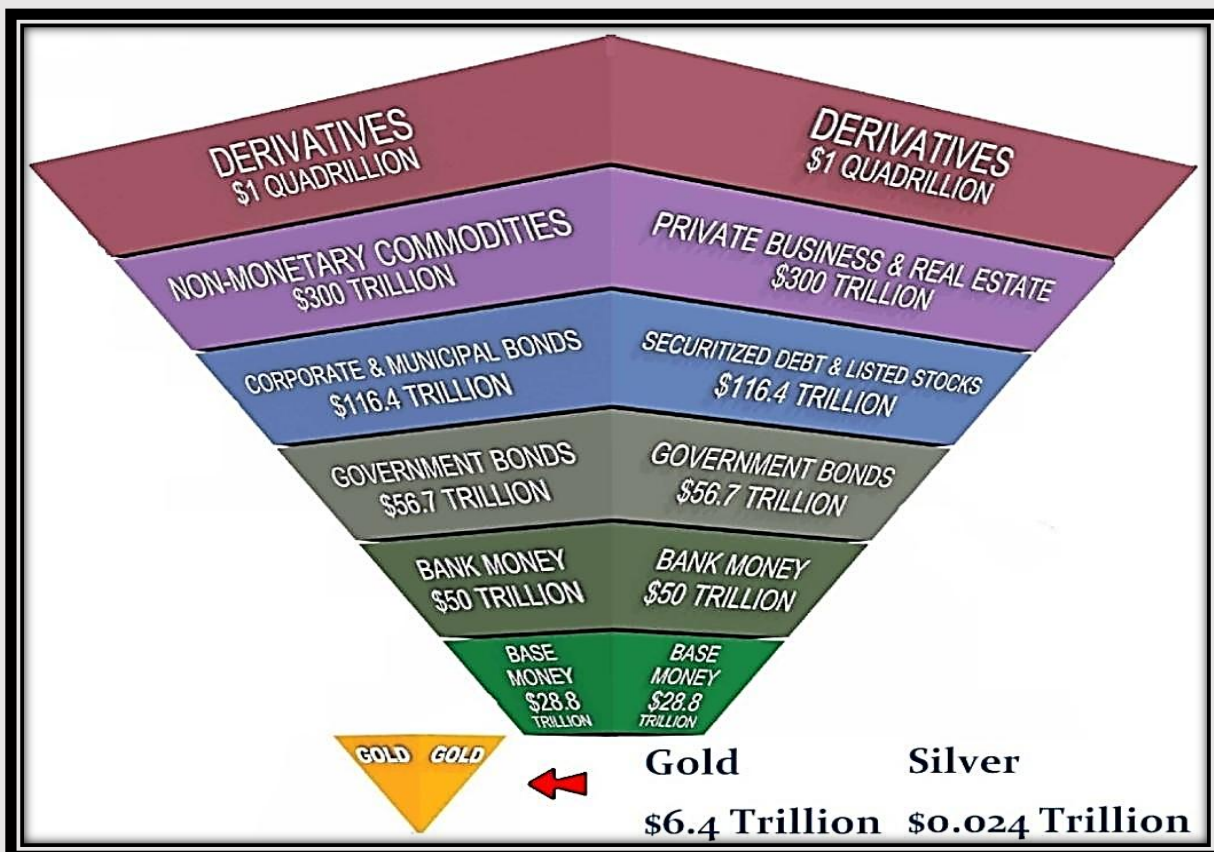 DERIVATIVES
$1 QUADRILLION
DERIVATIVES
$1 QUADRILLION
NON-MONETARY COMMODITIES
$300 TRILLION
PRIVATE BUSINESS & REAL ESTATE
$300 TRILLION
CORPORATE & MUNICIPAL BONDS
$116.4 TRILLION
SECURITIZED DEBT & LISTED STOCKS
$116.4 TRILLION
GOVERNMENT BONDS
$56.7 TRILLION
GOVERNMENT BONDS
$56.7 TRILLION
BANK MONEY
$50 TRILLION
BANK MONEY
$50 TRILLION
BASE
MONEY
$28.8
TRILLION
BASE
MONEY
$28.8
TRILLION
GOLD GOLD
Gold
$6.4 Trillion
Silver
$0.024 Trillion